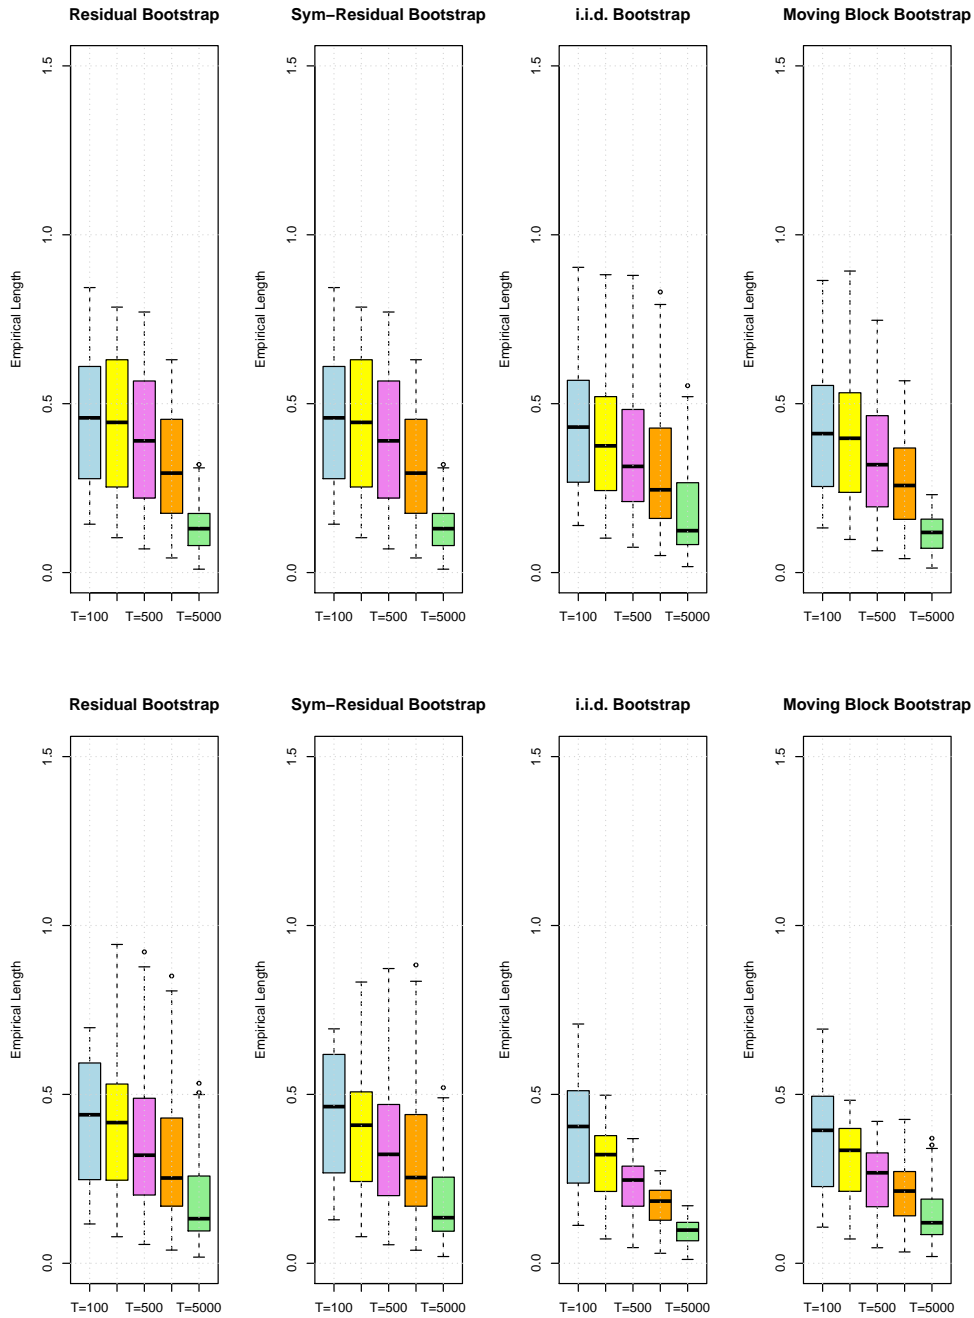 Residual Bootstrap
Sym−Residual Bootstrap
i.i.d. Bootstrap
Moving Block Bootstrap
Empirical Length
0.0
0.5
1.0
1.5
T=100
T=500
T=5000
Empirical Length
0.0
0.5
1.0
1.5
T=100
T=500
T=5000
Empirical Length
0.0
0.5
1.0
1.5
T=100
T=500
T=5000
Empirical Length
0.0
0.5
1.0
1.5
T=100
T=500
T=5000
Residual Bootstrap
Sym−Residual Bootstrap
i.i.d. Bootstrap
Moving Block Bootstrap
Empirical Length
0.0
0.5
1.0
1.5
T=100
T=500
T=5000
Empirical Length
0.0
0.5
1.0
1.5
T=100
T=500
T=5000
Empirical Length
0.0
0.5
1.0
1.5
T=100
T=500
T=5000
Empirical Length
0.0
0.5
1.0
1.5
T=100
T=500
T=5000